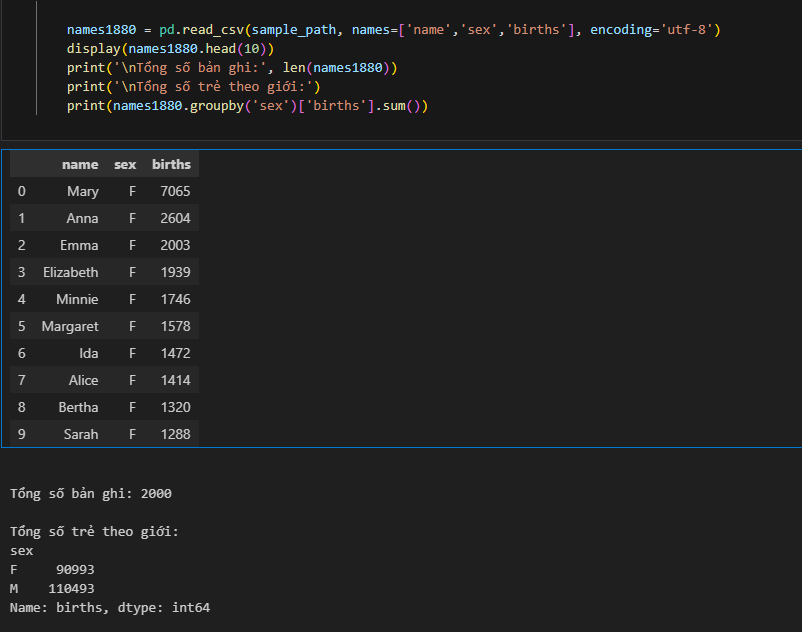 names1880 = pd.read_csv(sample_path, names=['name','sex','births'], encoding='utf-8')
display(names1880.head(10))
print('\nTổng số bản ghi:', len(names1880))
print('\nTổng số trẻ theo giới:')
print(names1880.groupby('sex')['births'].sum())
name sex births
0 Mary F 7065
1 Anna F 2604
2 Emma F 2003
3 Elizabeth F 1939
4 Minnie F 1746
5 Margaret F 1578
6 Ida F 1472
7 Alice F 1414
8 Bertha F 1320
9 Sarah F 1288
Tổng số bản ghi: 2000
Tổng số trẻ theo giới:
sex
F 90993
M 110493
Name: births, dtype: int64